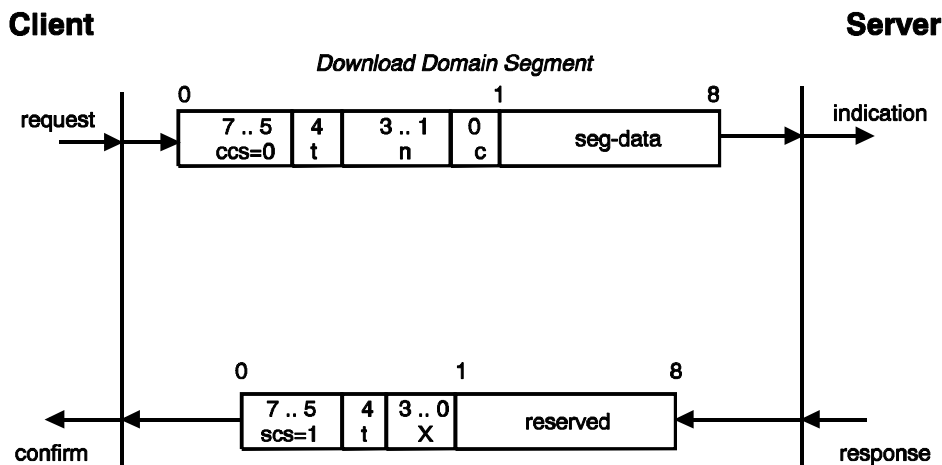 Client Server
Download Domain Segment
0 1 8
request indication
7 .. 5 4 3 .. 1 0
ccs=0 t n c seg-data
0 1 8
7 .. 5 4 3 .. 0
scs=1 t X reserved
confirm response